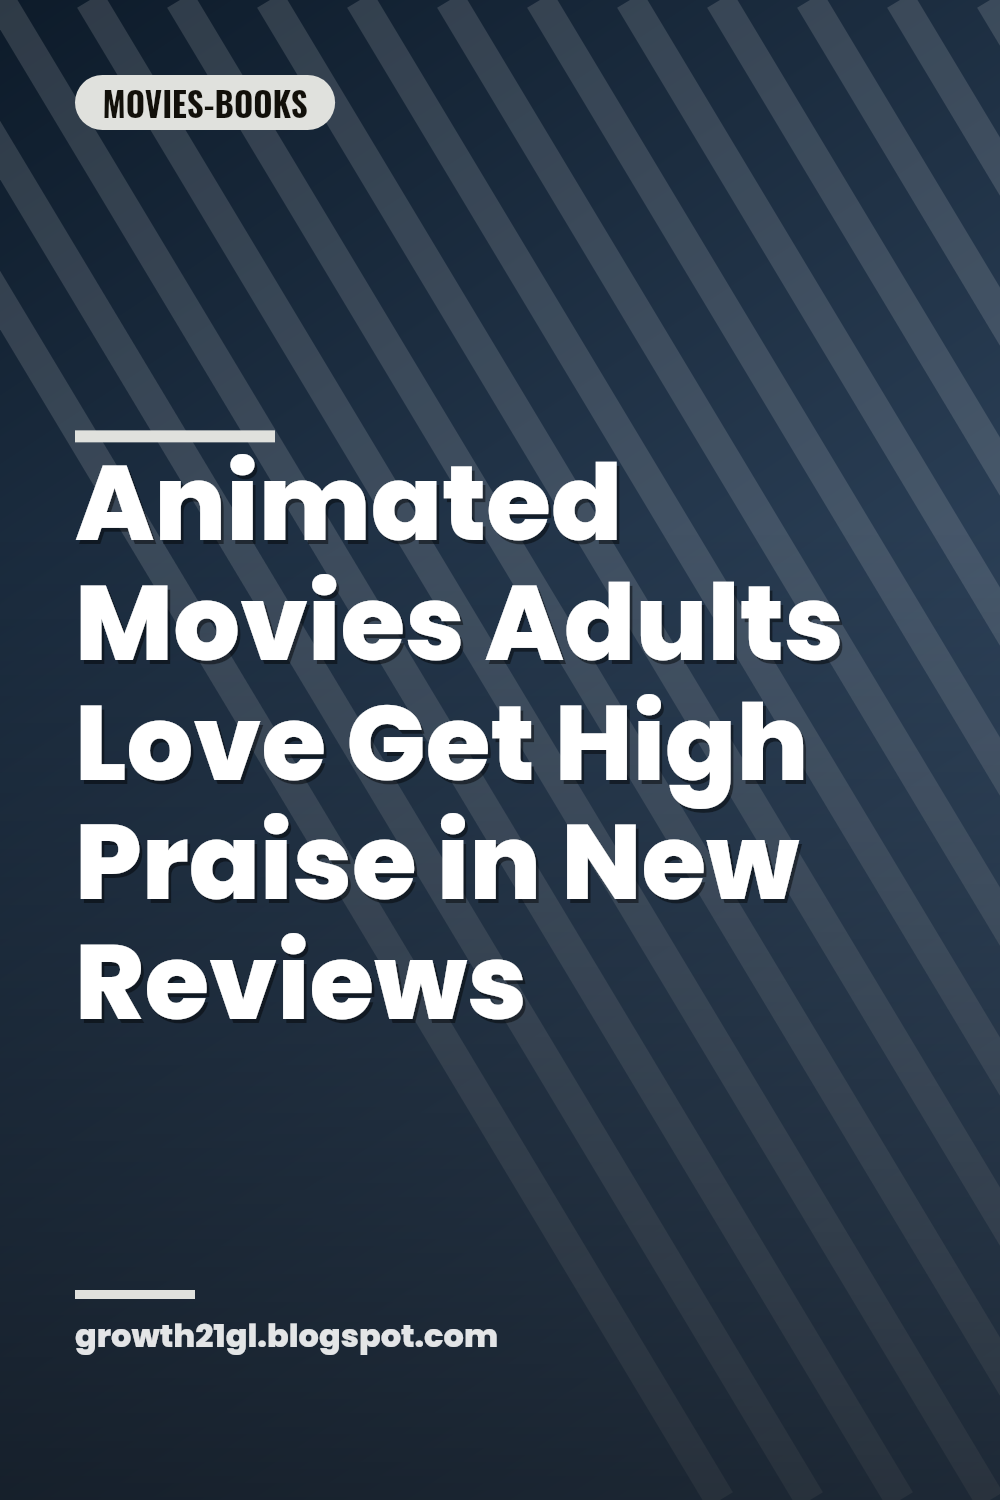 MOVIES-BOOKS
Animated
Movies Adults
Love Get High
Praise in New
Reviews
growth21gl.blogspot.com